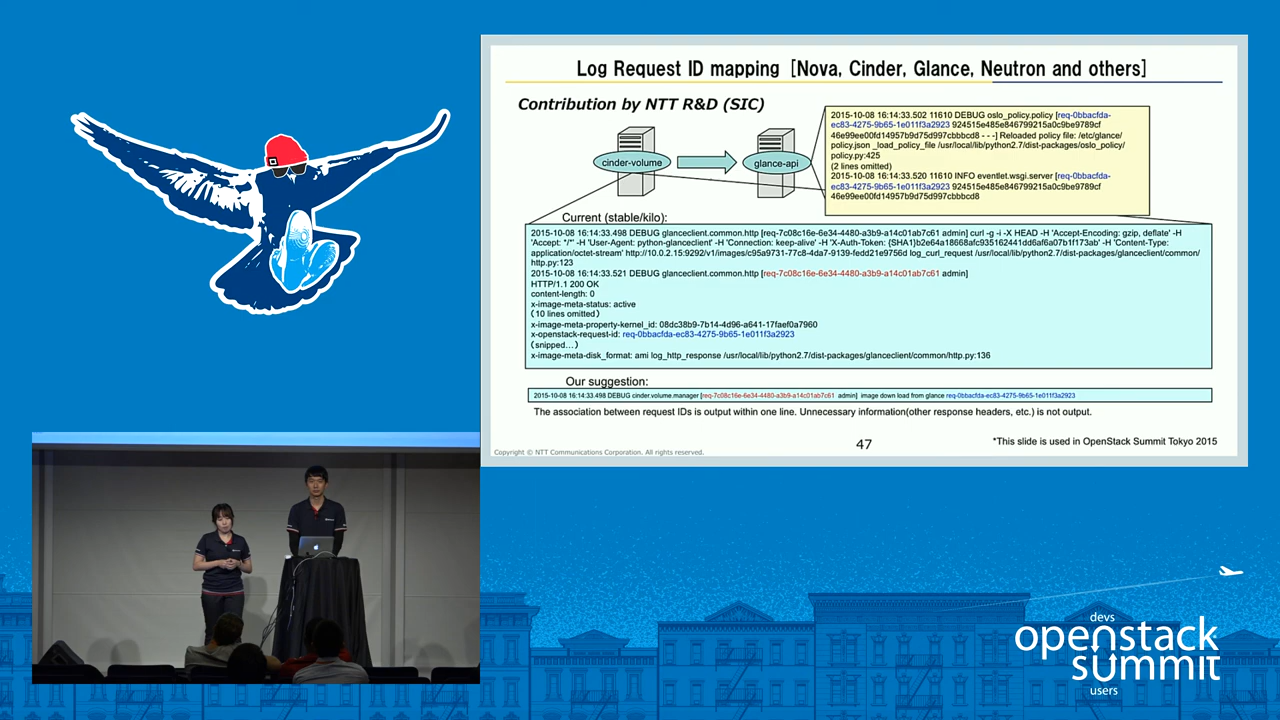 Log Request ID mapping [Nova, Cinder, Glance, Neutron and others]
Contribution by NTT R&D (SIC)
cinder-volume
glance-api
2015-10-08 16:14:33.502 11610 DEBUG oslo_policy.policy [req-0bbacfda-
ec83-4275-9b65-1e011f3a2923 924515e485e846799215a0c9be9789cf
46e99ee00fd14957b9d75d997cbbbcd8 - - -] Reloaded policy file: /etc/glance/
policy.json _load_policy_file /usr/local/lib/python2.7/dist-packages/oslo_policy/
policy.py:425
(2 lines omitted)
2015-10-08 16:14:33.520 11610 INFO eventlet.wsgi.server [req-0bbacfda-
ec83-4275-9b65-1e011f3a2923 924515e485e846799215a0c9be9789cf
46e99ee00fd14957b9d75d997cbbbcd8
Current (stable/kilo):
2015-10-08 16:14:33.498 DEBUG glanceclient.common.http [req-7c08c16e-6e34-4480-a3b9-a14c01ab7c61 admin] curl -g -i -X HEAD -H 'Accept-Encoding: gzip, deflate' -H
'Accept: */*' -H 'User-Agent: python-glanceclient' -H 'Connection: keep-alive' -H 'X-Auth-Token: {SHA1}b2e64a18668afc935162441dd6af6a07b1f173ab' -H 'Content-Type:
application/octet-stream' http://10.0.2.15:9292/v1/images/c95a9731-77c8-4da7-9139-fedd21e9756d log_curl_request /usr/local/lib/python2.7/dist-packages/glanceclient/common/
http.py:123
2015-10-08 16:14:33.521 DEBUG glanceclient.common.http [req-7c08c16e-6e34-4480-a3b9-a14c01ab7c61 admin]
HTTP/1.1 200 OK
content-length: 0
x-image-meta-status: active
(10 lines omitted)
x-image-meta-property-kernel_id: 08dc38b9-7b14-4d96-a641-17faef0a7960
x-openstack-request-id: req-0bbacfda-ec83-4275-9b65-1e011f3a2923
(snipped...)
x-image-meta-disk_format: ami log_http_response /usr/local/lib/python2.7/dist-packages/glanceclient/common/http.py:136
Our suggestion:
2015-10-08 16:14:33.498 DEBUG cinder.volume.manager [req-7c08c16e-6e34-4480-a3b9-a14c01ab7c61 admin] image down load from glance req-0bbacfda-ec83-4275-9b65-1e011f3a2923
The association between request IDs is output within one line. Unnecessary information(other response headers, etc.) is not output.
47
*This slide is used in OpenStack Summit Tokyo 2015
Copyright © NTT Communications Corporation. All rights reserved.
devs
openstack
summit
users